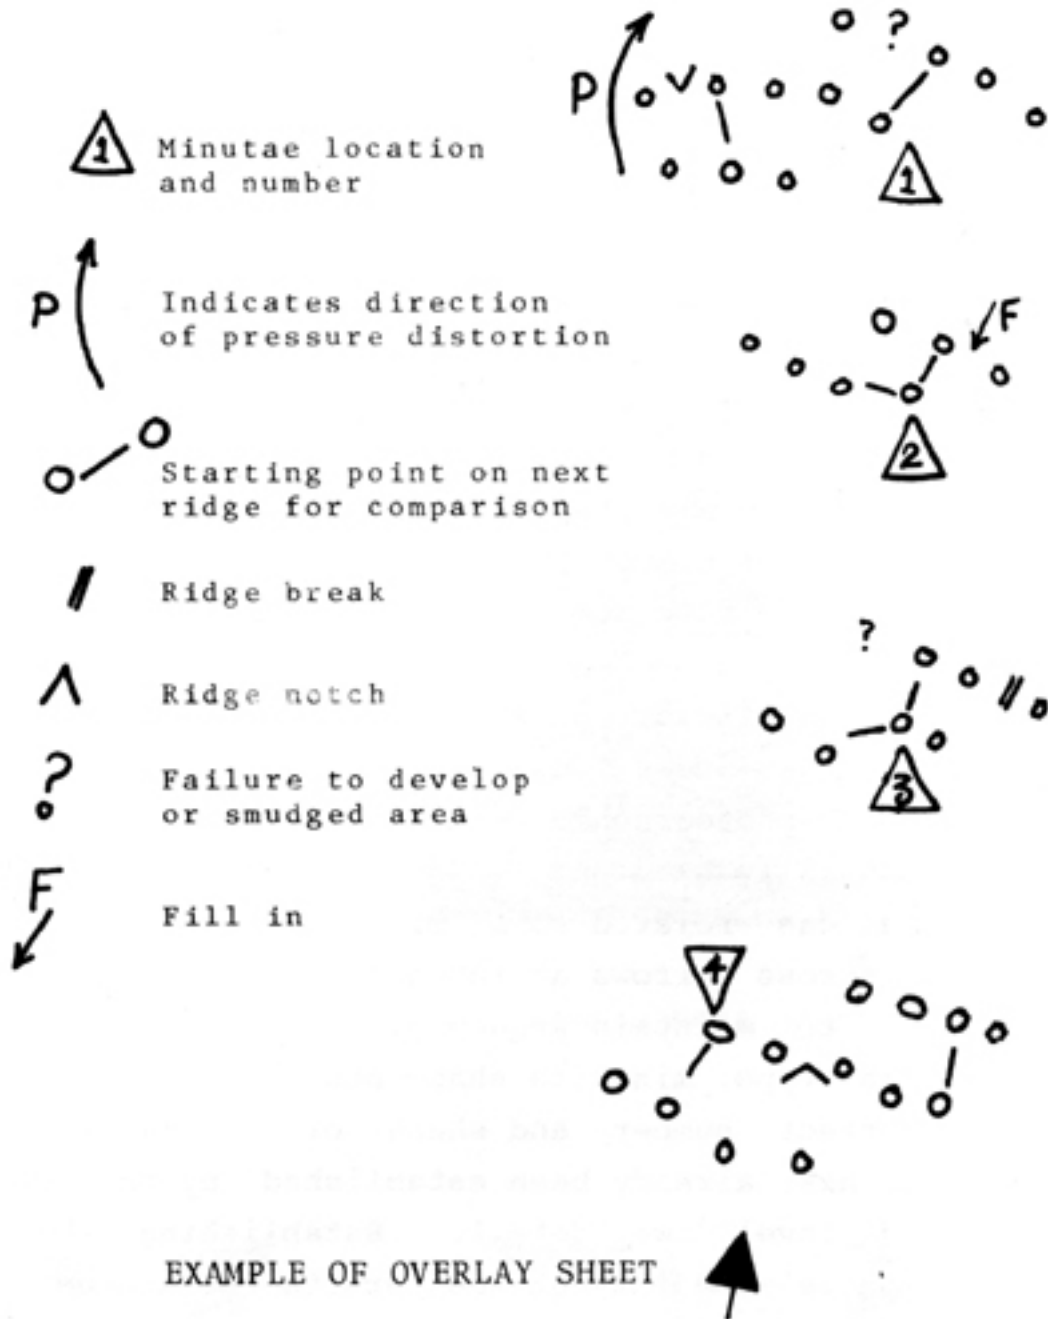 P
?
1
Minutae location
and number
1
P
Indicates direction
of pressure distortion
F
2
Starting point on next
ridge for comparison
Ridge break
?
Ridge notch
3
?
Failure to develop
or smudged area
F
Fill in
4
EXAMPLE OF OVERLAY SHEET